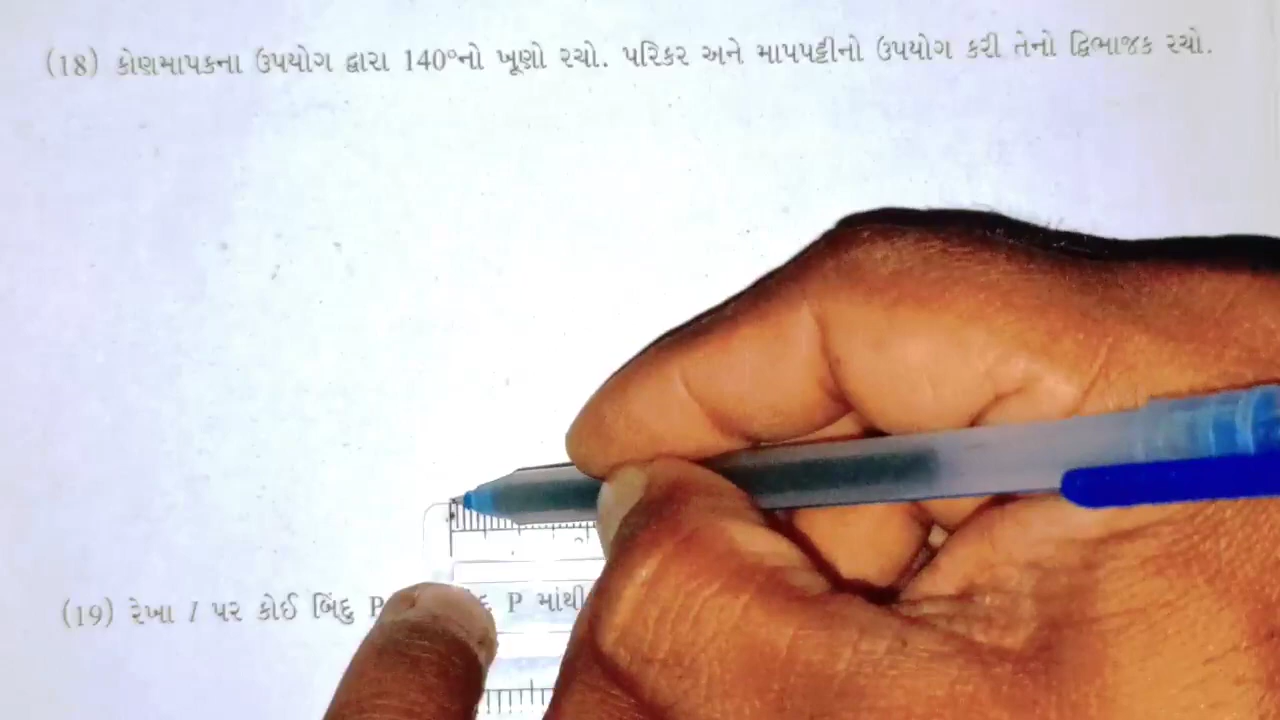 (18) કોણમાપકના ઉપયોગ દ્વારા 140°નો ખૂણો રચો. પરિકર અને માપપટ્ટીનો ઉપયોગ કરી તેનો દ્વિભાજક રચો.
(19) રેખા l પર કોઈ બિંદુ P P માંથી